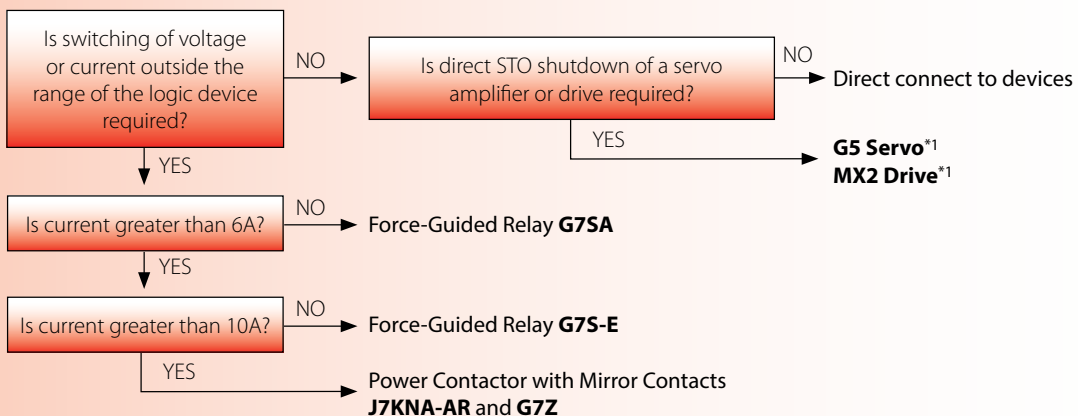 Is switching of voltage
or current outside the
range of the logic device
required?
NO
Is direct STO shutdown of a servo
amplifier or drive required?
NO
Direct connect to devices
YES
G5 Servo*1
MX2 Drive*1
YES
Is current greater than 6A?
NO
Force-Guided Relay G7SA
YES
Is current greater than 10A?
NO
Force-Guided Relay G7S-E
YES
Power Contactor with Mirror Contacts
J7KNA-AR and G7Z